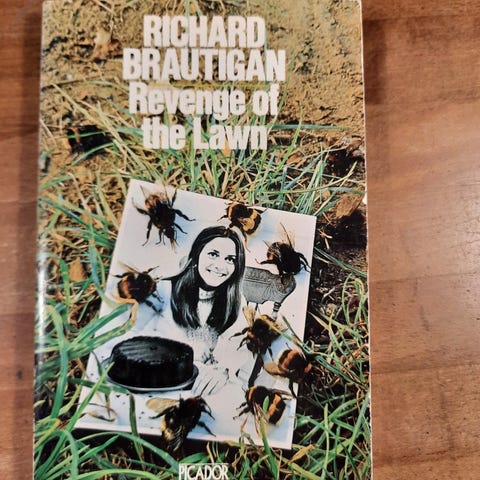 RICHARD
BRAUTIGAN
Revenge of
the Lawn
PICADOR